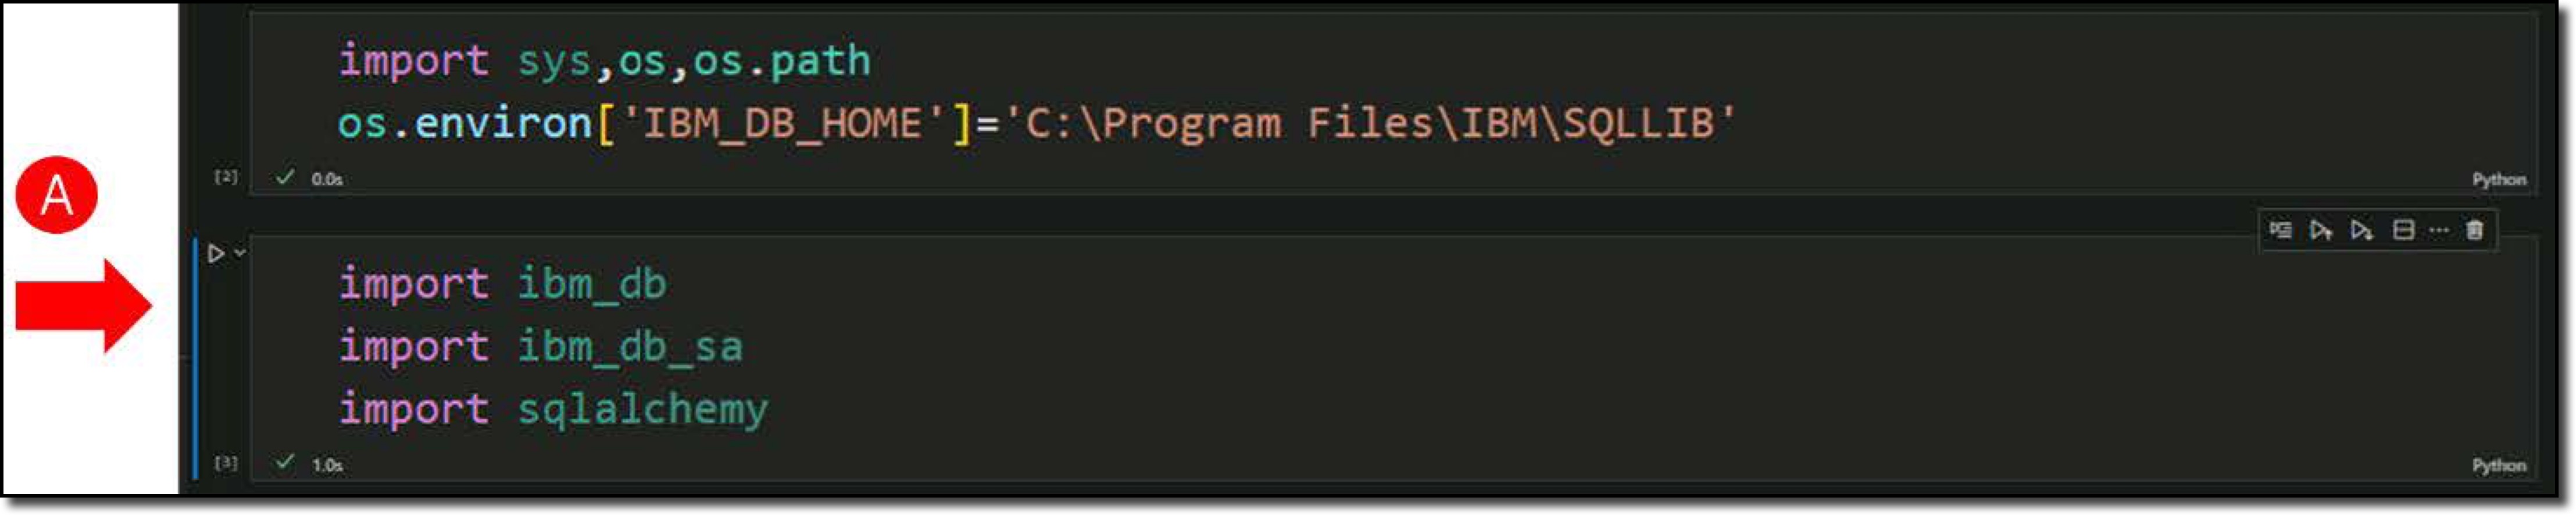 import sys,os,os.path
os.environ['IBM_DB_HOME']='C:\Program Files\IBM\SQLLIB'
[2] 0.0s Python
A
import ibm_db
import ibm_db_sa
import sqlalchemy
[3] 1.0s Python